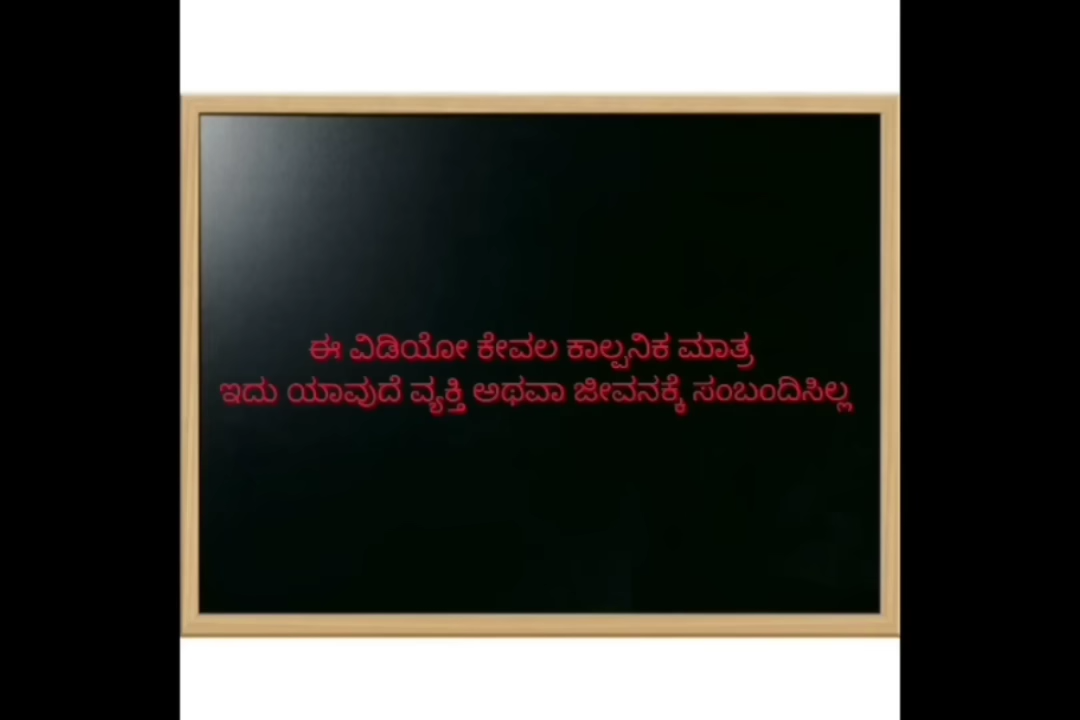 ಈ ವಿಡಿಯೋ ಕೇವಲ ಕಾಲ್ಪನಿಕ ಮಾತ್ರ
ಇದು ಯಾವುದೆ ವ್ಯಕ್ತಿ ಅಥವಾ ಜೀವನಕ್ಕೆ ಸಂಬಂದಿಸಿಲ್ಲ